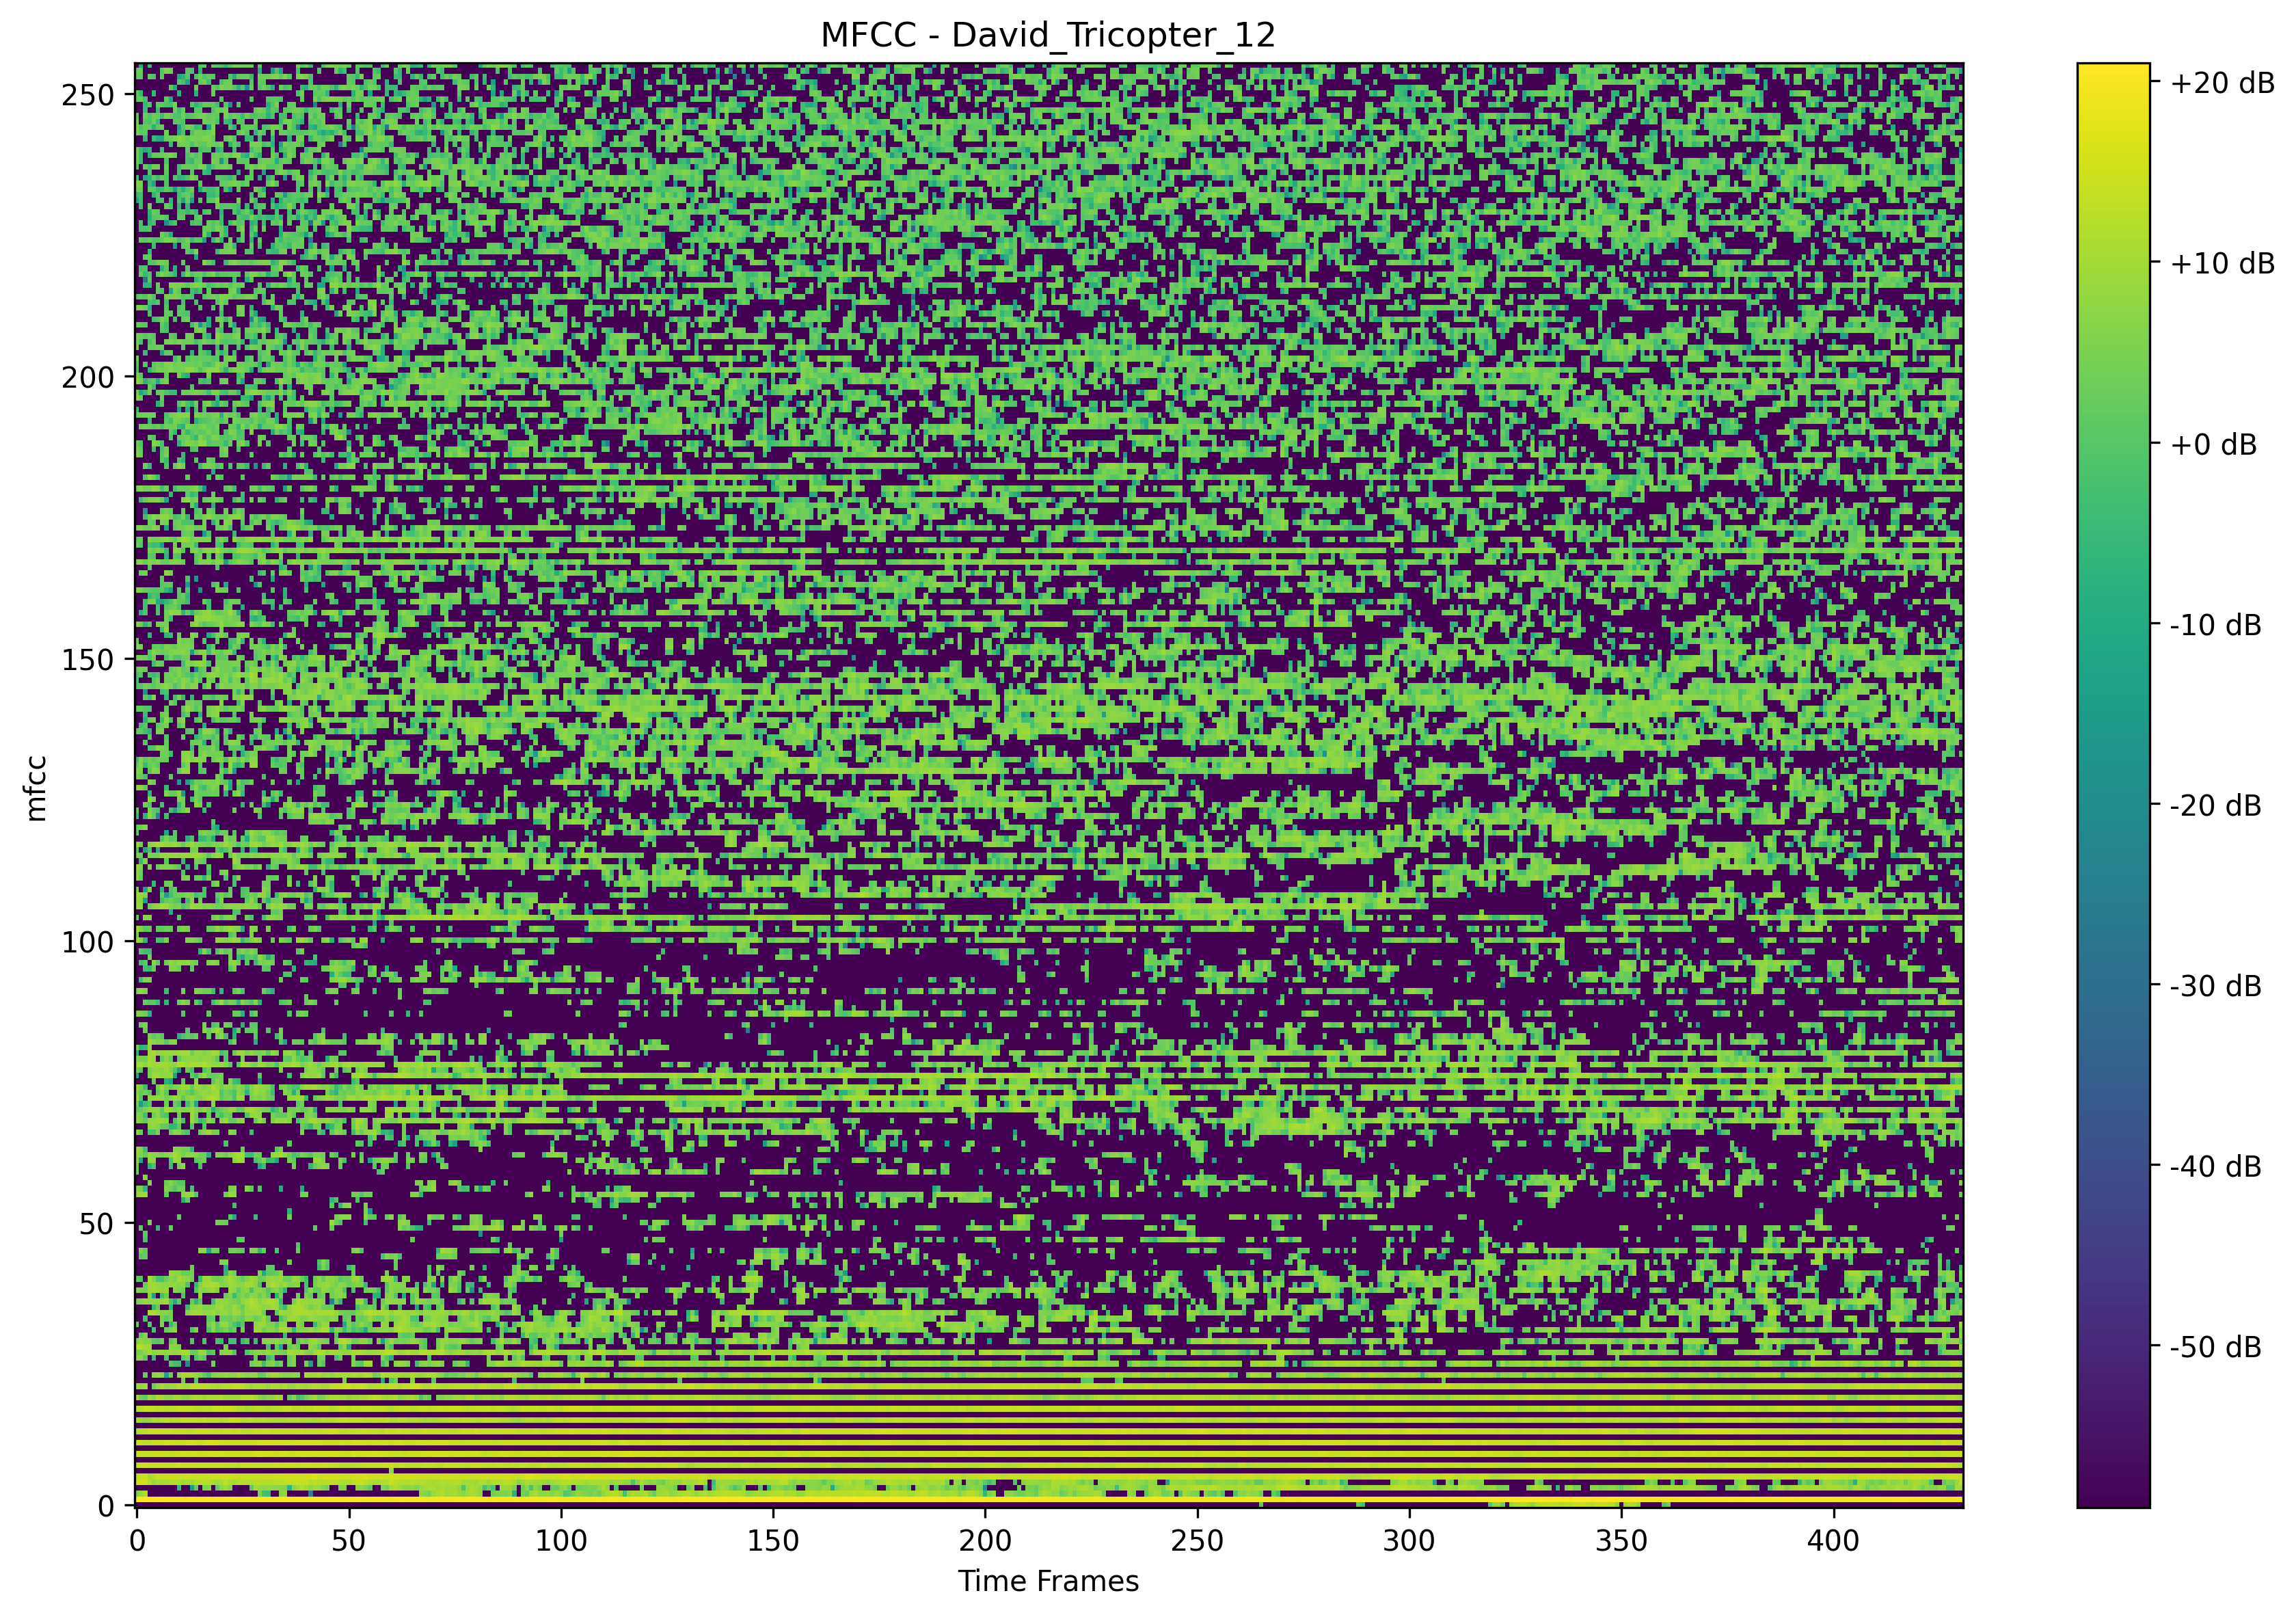 MFCC - David_Tricopter_12
250
200
150
100
50
0
mfcc
0 50 100 150 200 250 300 350 400
Time Frames
+20 dB
+10 dB
+0 dB
-10 dB
-20 dB
-30 dB
-40 dB
-50 dB